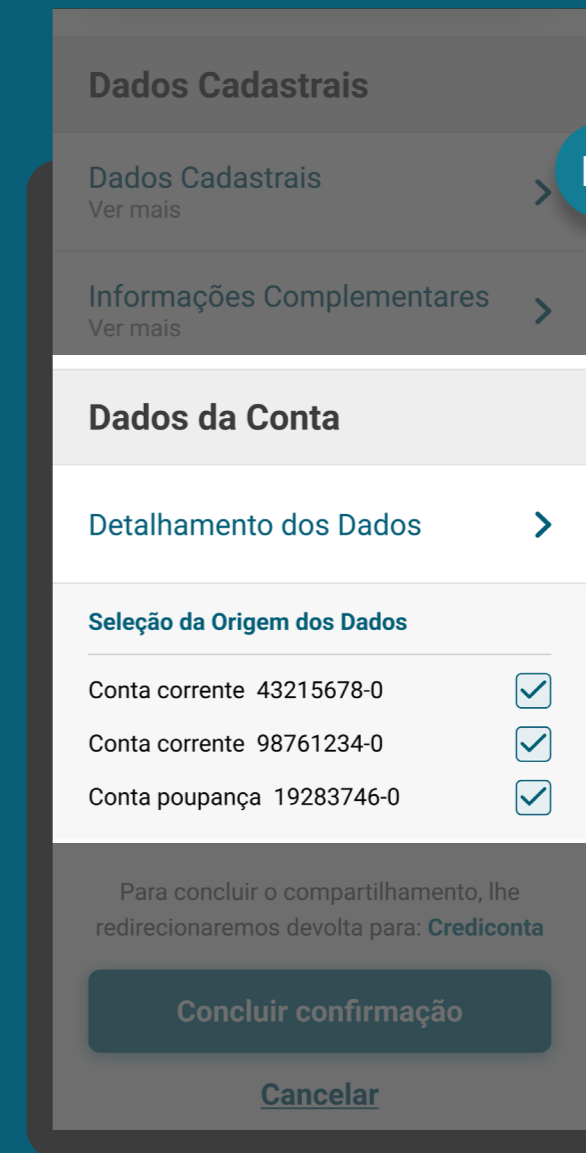 Dados Cadastrais
Dados Cadastrais
Ver mais
Informações Complementares
Ver mais
Dados da Conta
Detalhamento dos Dados
Seleção da Origem dos Dados
Conta corrente 43215678-0
Conta corrente 98761234-0
Conta poupança 19283746-0
Para concluir o compartilhamento, lhe
redirecionaremos devolta para: Crediconta
Concluir confirmação
Cancelar